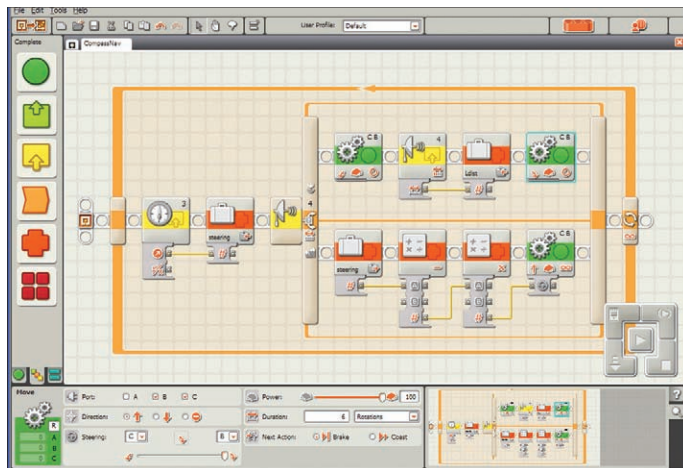 File Edit Tools Help
User Profile: Default
Complete
CompassNav
C B
4
C B
Ldist
3
4
steering
C B
steering
Move
Port: A B C
Power: 100
Direction:
Duration: 6 Rotations
Steering: C B
Next Action: Brake Coast
R
A
B
C
?